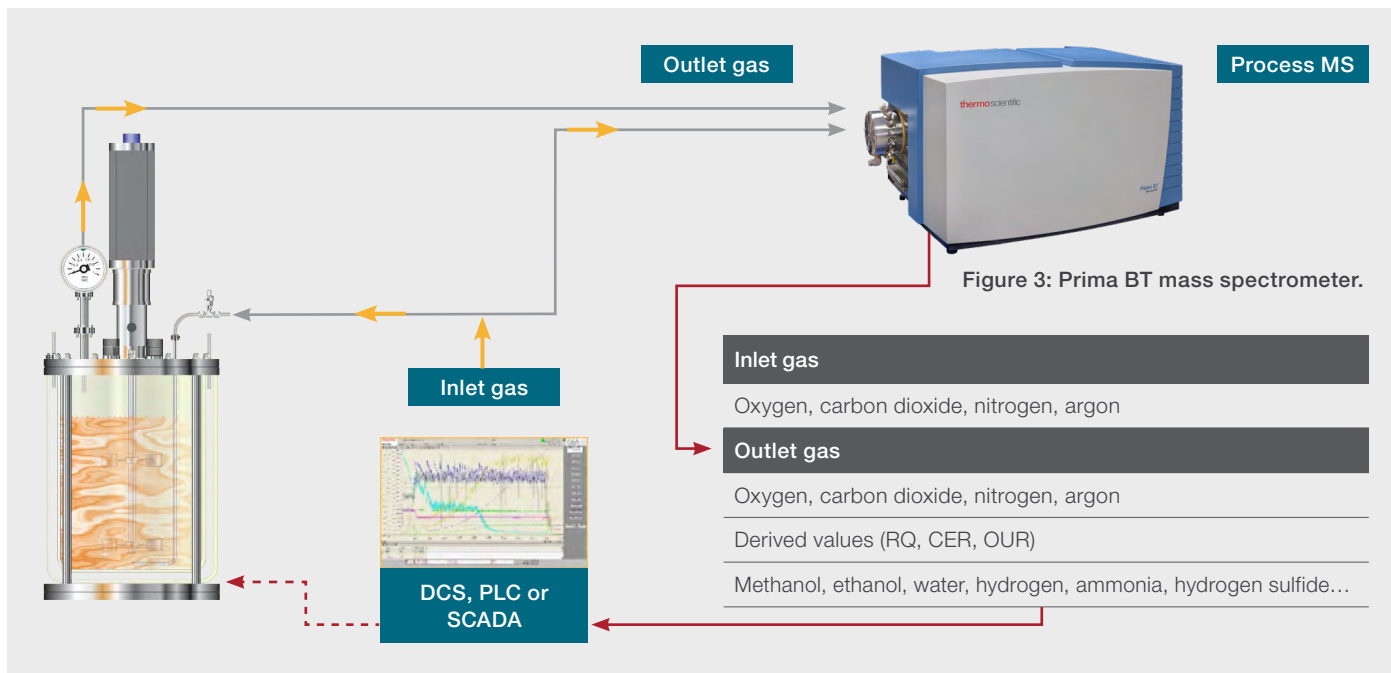 Outlet gas
Process MS
thermoscientific
Prima BT
Figure 3: Prima BT mass spectrometer.
Inlet gas
Inlet gas
Oxygen, carbon dioxide, nitrogen, argon
Outlet gas
Oxygen, carbon dioxide, nitrogen, argon
Derived values (RQ, CER, OUR)
Methanol, ethanol, water, hydrogen, ammonia, hydrogen sulfide…
DCS, PLC or
SCADA